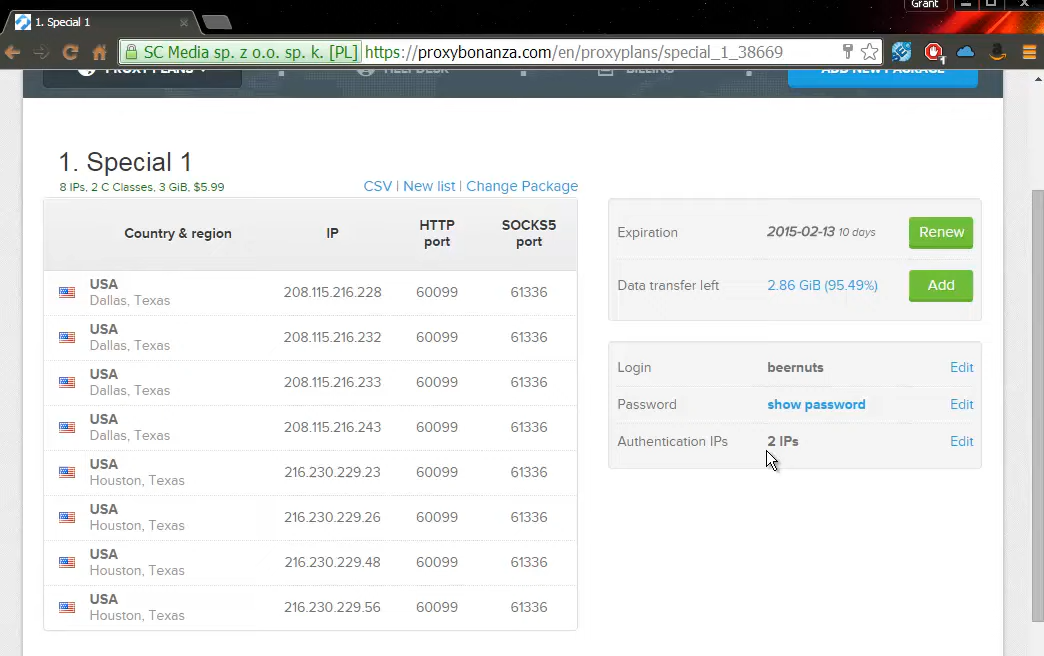 Grant
1. Special 1
SC Media sp. z o.o. sp. k. [PL] https://proxybonanza.com/en/proxyplans/special_1_38669
1
PROXY PLANS HELP DESK BILLING ADD NEW PACKAGE
1. Special 1
8 IPs, 2 C Classes, 3 GiB, $5.99
CSV | New list | Change Package
Country & region IP HTTP port SOCKS5 port
USA
Dallas, Texas 208.115.216.228 60099 61336
USA
Dallas, Texas 208.115.216.232 60099 61336
USA
Dallas, Texas 208.115.216.233 60099 61336
USA
Dallas, Texas 208.115.216.243 60099 61336
USA
Houston, Texas 216.230.229.23 60099 61336
USA
Houston, Texas 216.230.229.26 60099 61336
USA
Houston, Texas 216.230.229.48 60099 61336
USA
Houston, Texas 216.230.229.56 60099 61336
Expiration 2015-02-13 10 days Renew
Data transfer left 2.86 GiB (95.49%) Add
Login beernuts Edit
Password show password Edit
Authentication IPs 2 IPs Edit